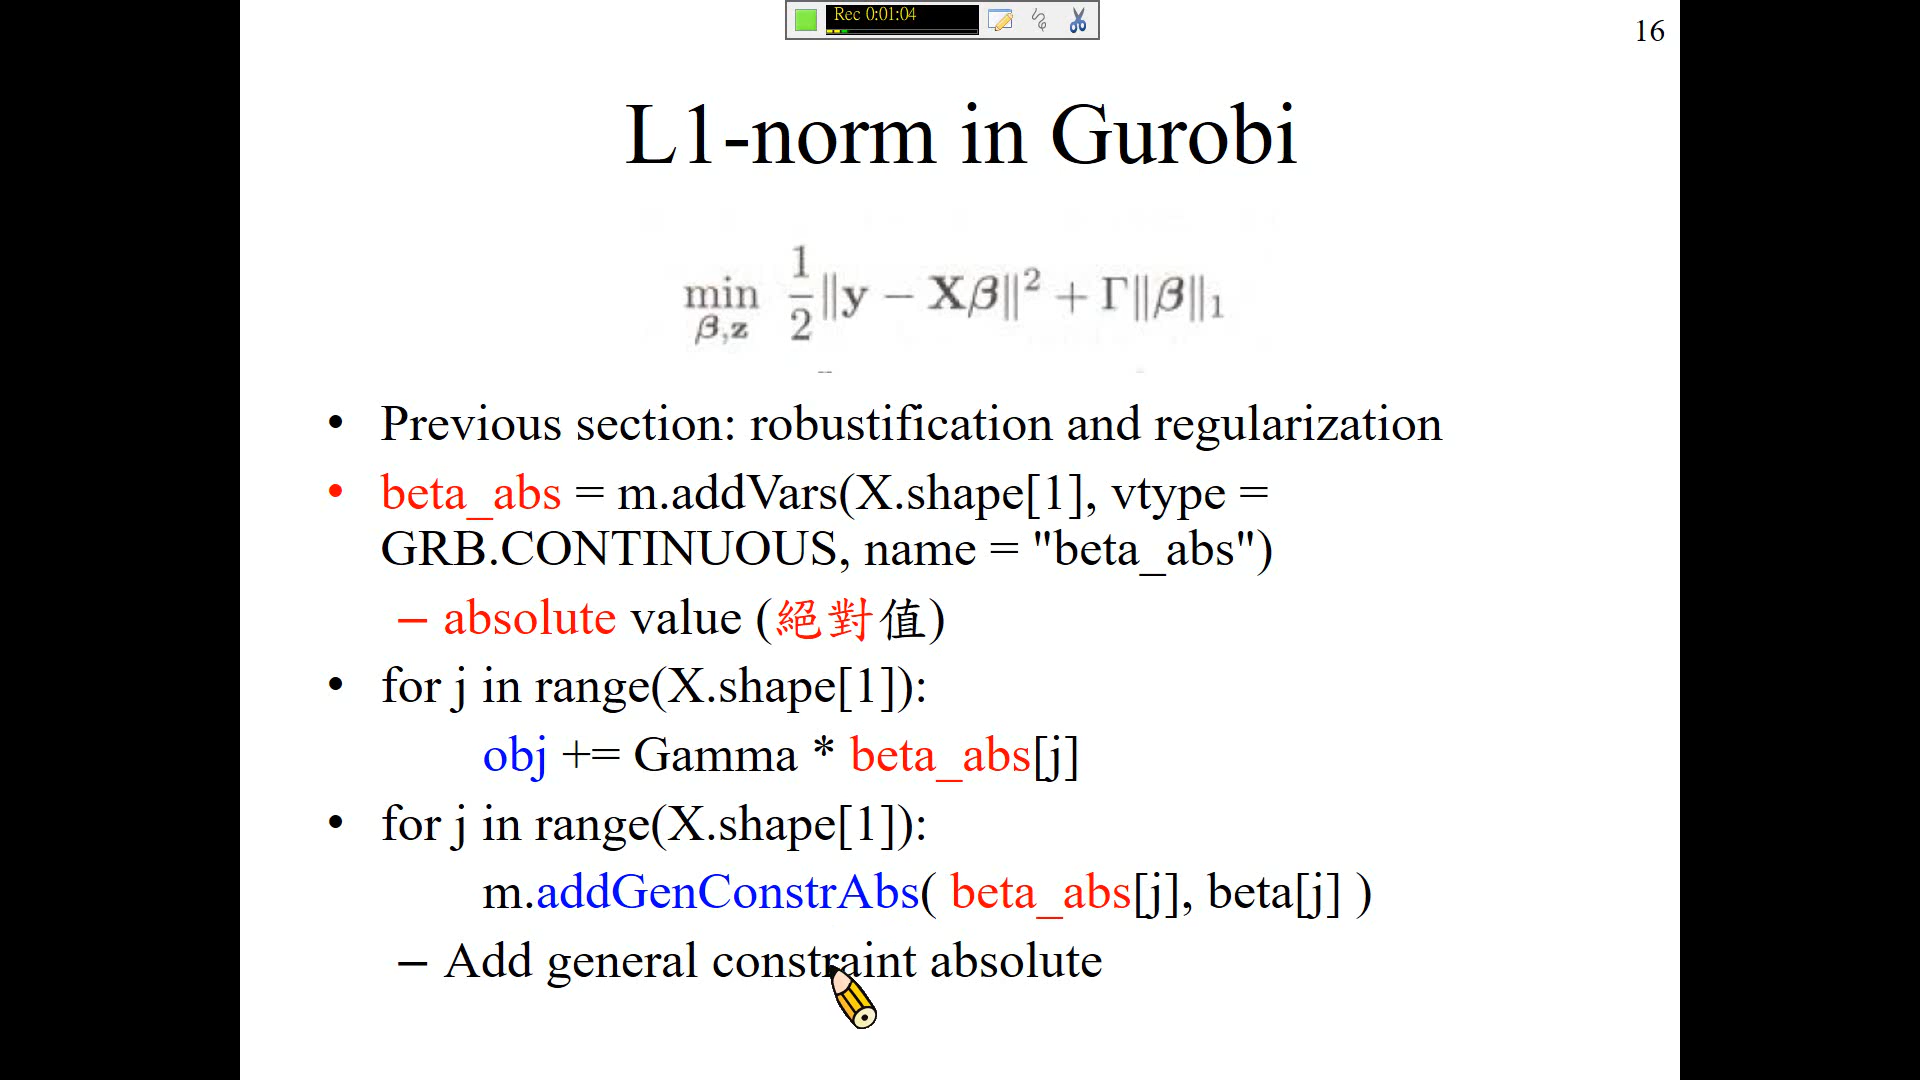 Rec 0:01:04
16
L1-norm in Gurobi
min β,z 1/2 ‖y − Xβ‖² + Γ‖β‖₁
• Previous section: robustification and regularization
• beta_abs = m.addVars(X.shape[1], vtype =
GRB.CONTINUOUS, name = "beta_abs")
– absolute value (絕對值)
• for j in range(X.shape[1]):
obj += Gamma * beta_abs[j]
• for j in range(X.shape[1]):
m.addGenConstrAbs( beta_abs[j], beta[j] )
– Add general constraint absolute